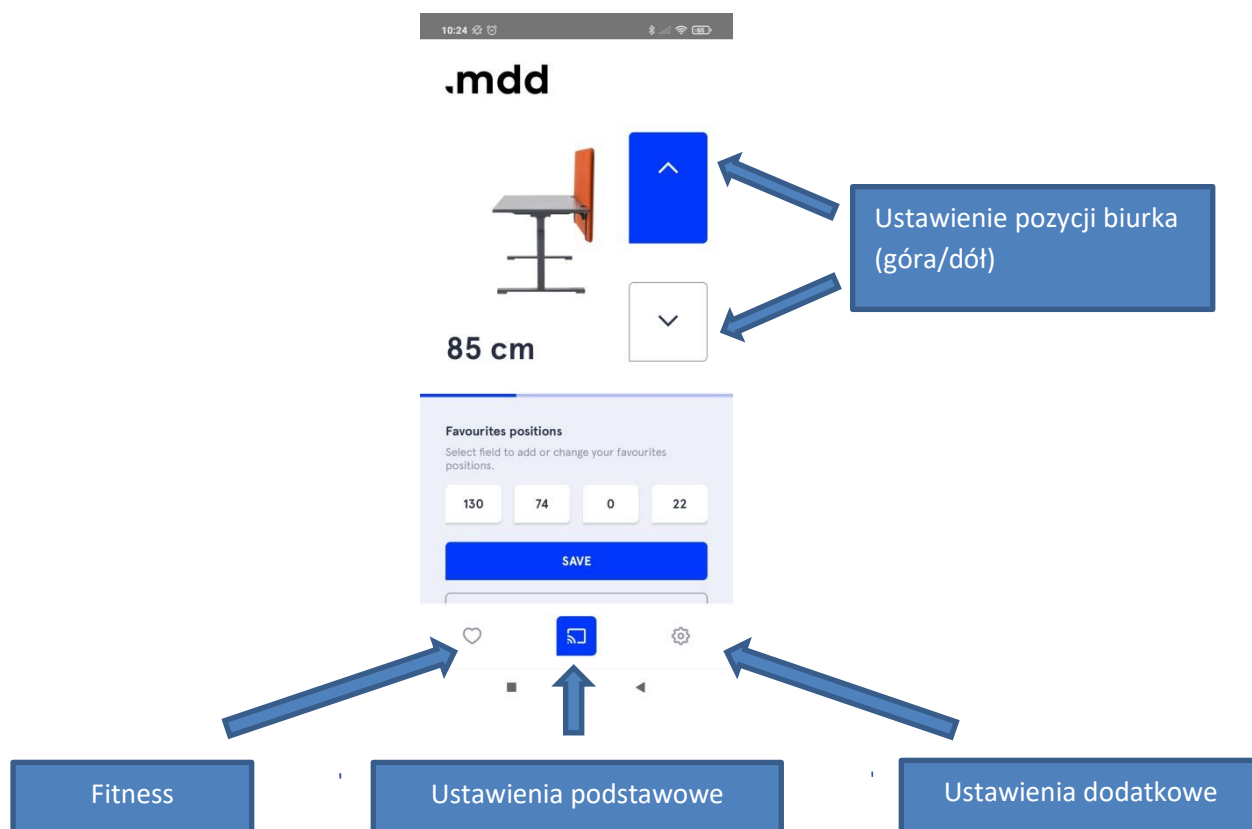 10:24
65
.mdd
Ustawienie pozycji biurka
(góra/dół)
85 cm
Favourites positions
Select field to add or change your favourites
positions.
130 74 0 22
SAVE
Fitness
Ustawienia podstawowe
Ustawienia dodatkowe